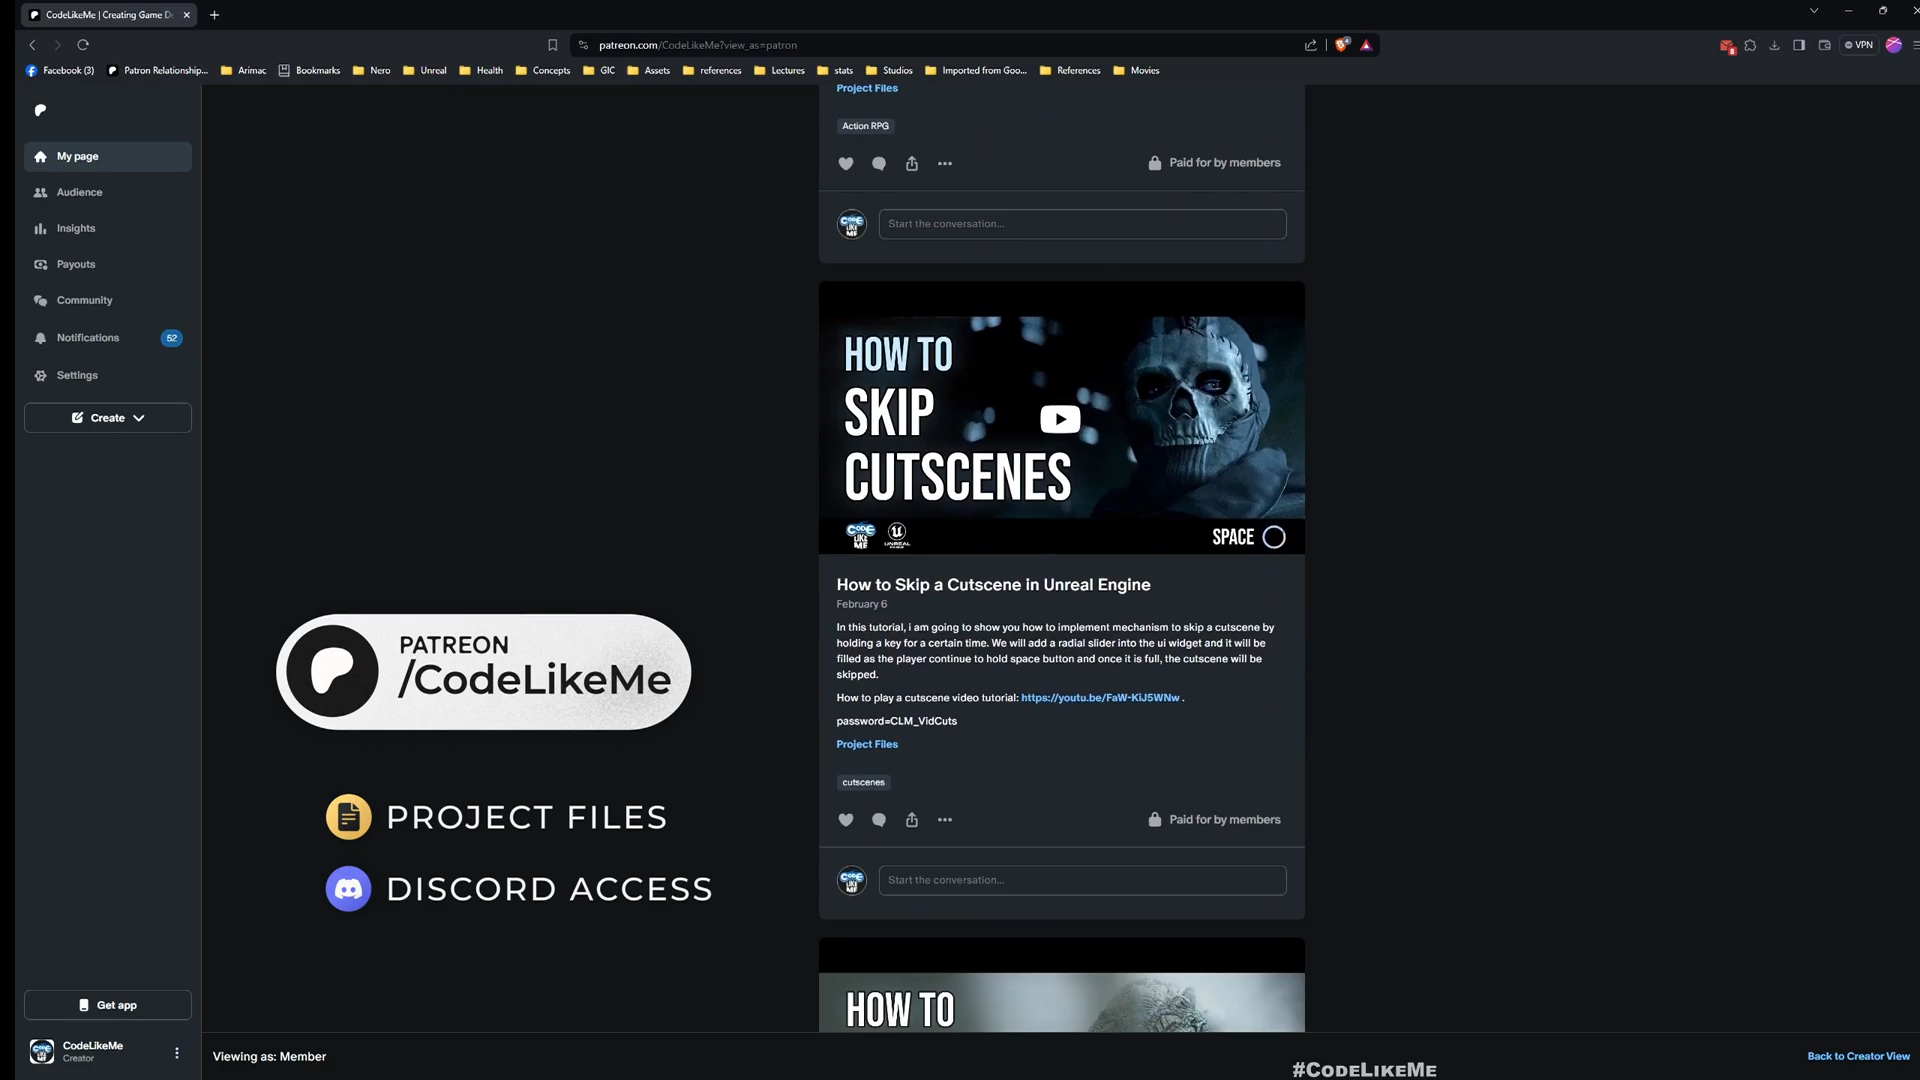 CodeLikeMe | Creating Game D
patreon.com/CodeLikeMe?view_as=patron
8
4
VPN
Facebook (3)
Patron Relationship...
Arimac
Bookmarks
Nero
Unreal
Health
Concepts
GIC
Assets
references
Lectures
stats
Studios
Imported from Goo...
References
Movies
My page
Audience
Insights
Payouts
Community
Notifications
52
Settings
Create
Get app
CodeLikeMe
Creator
Project Files
Action RPG
Paid for by members
Start the conversation...
HOW TO
SKIP
CUTSCENES
CODE
LIKE
ME
UNREAL
SPACE
How to Skip a Cutscene in Unreal Engine
February 6
In this tutorial, i am going to show you how to implement mechanism to skip a cutscene by
holding a key for a certain time. We will add a radial slider into the ui widget and it will be
filled as the player continue to hold space button and once it is full, the cutscene will be
skipped.
How to play a cutscene video tutorial: https://youtu.be/FaW-KiJ5WNw .
password=CLM_VidCuts
Project Files
cutscenes
Paid for by members
Start the conversation...
HOW TO
PATREON
/CodeLikeMe
PROJECT FILES
DISCORD ACCESS
Viewing as: Member
Back to Creator View
#CodeLikeMe